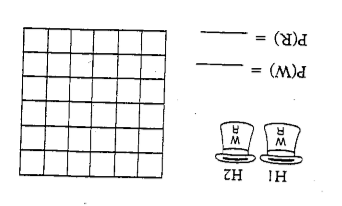 H1 H2
W W
R R
P(W) = ____
P(R) = ____